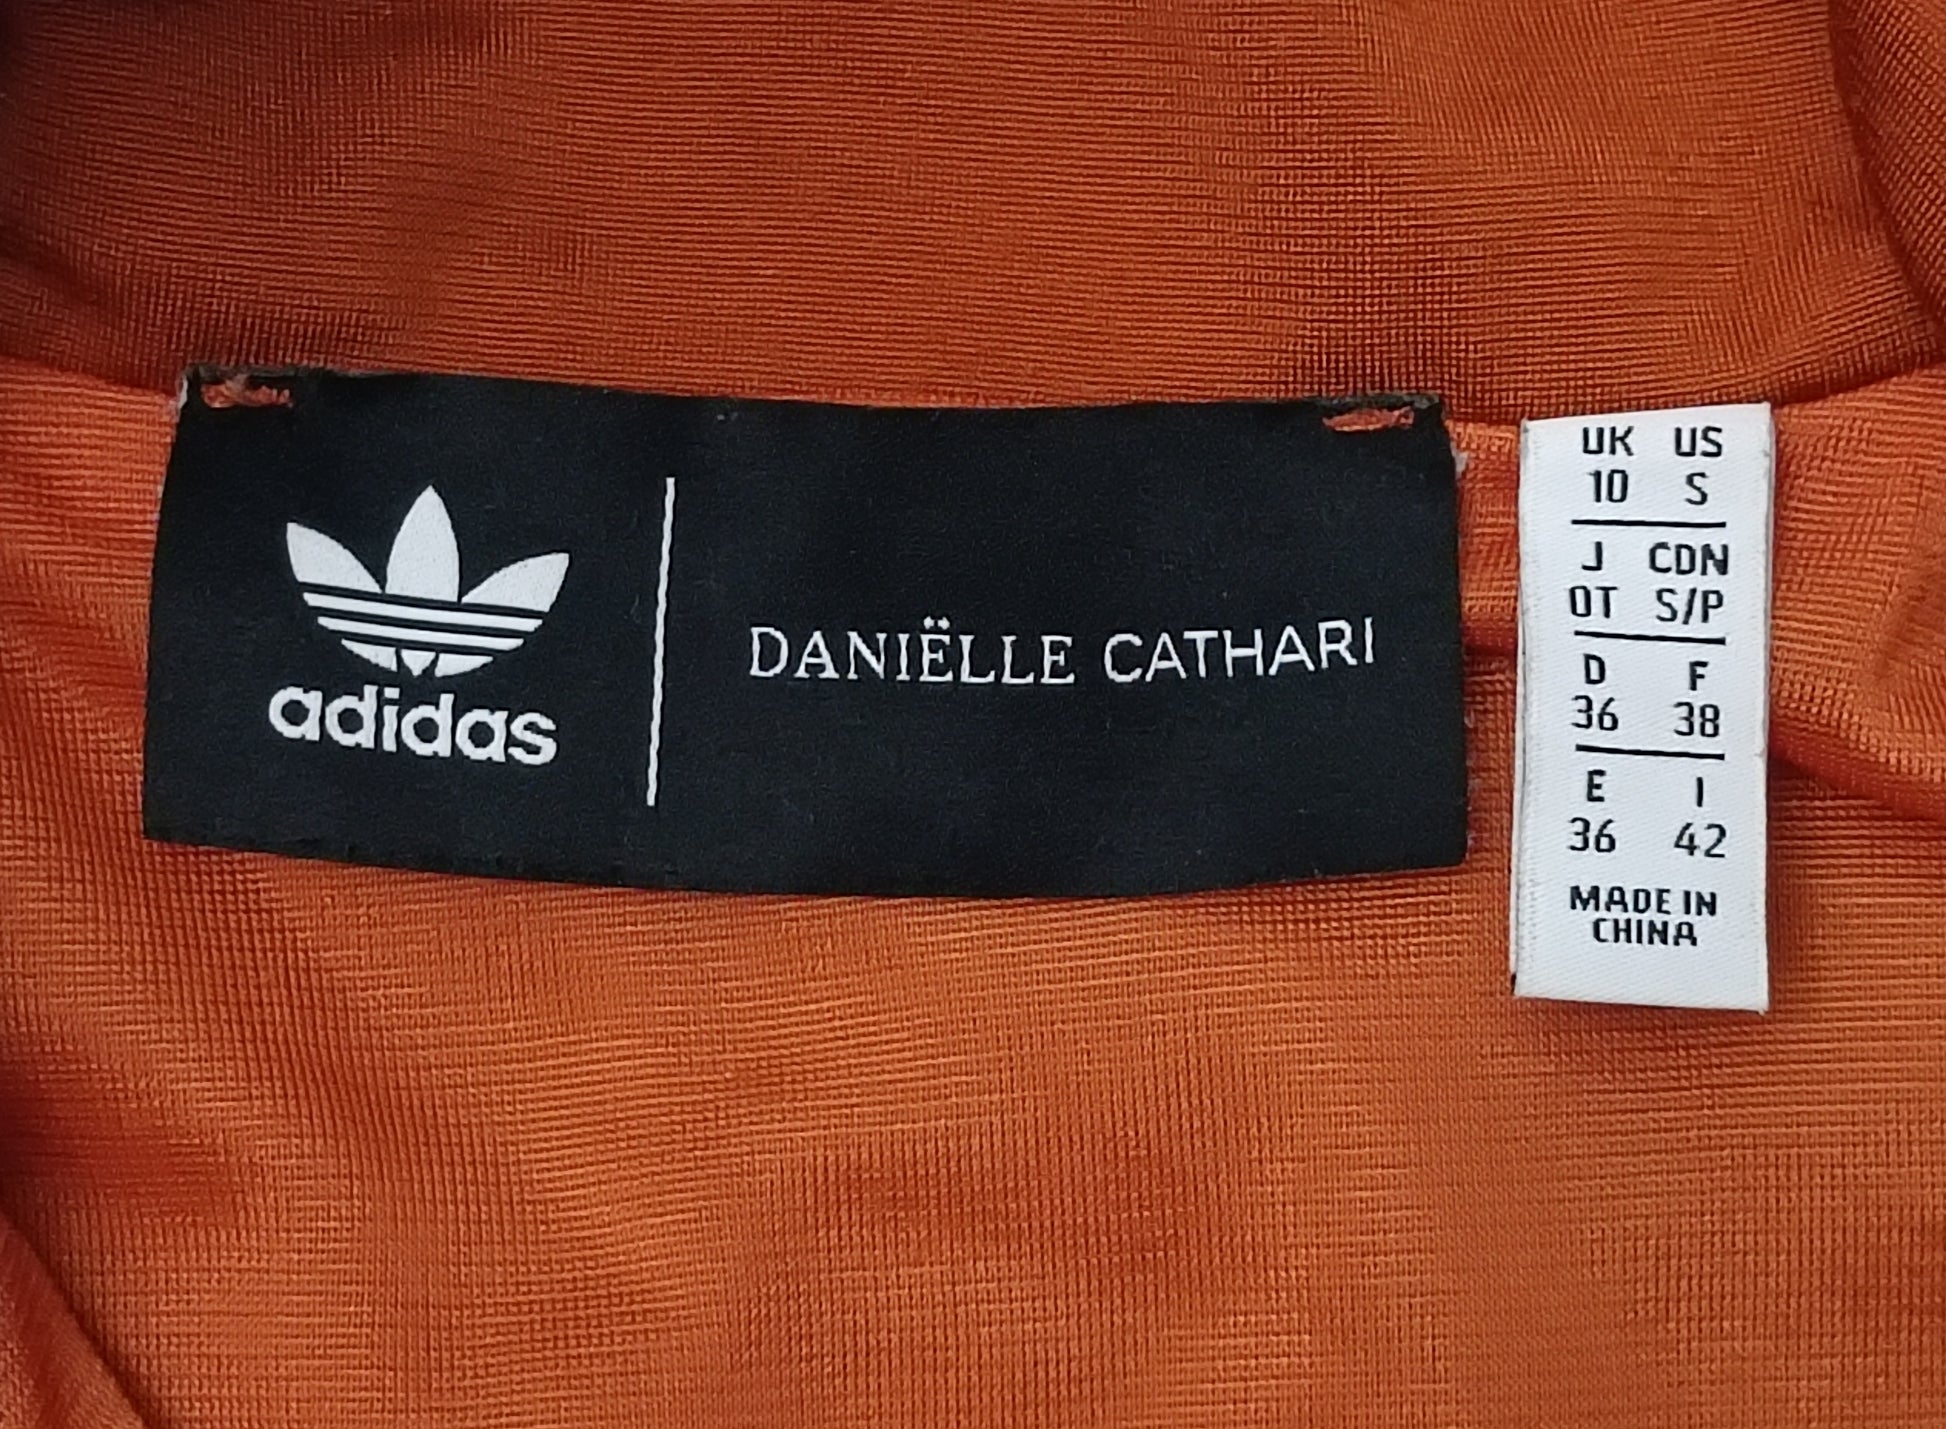 adidas
DANIËLLE CATHARI
UK US
10 S
J CDN
OT S/P
D F
36 38
E I
36 42
MADE IN
CHINA